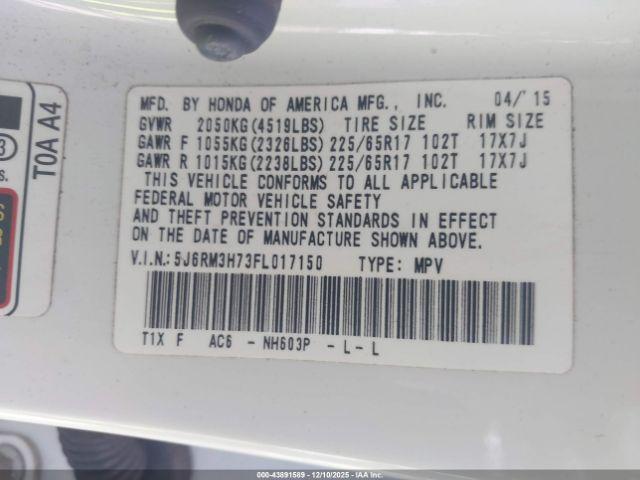 MFD. BY HONDA OF AMERICA MFG., INC. 04/'15
GVWR 2050KG(4519LBS) TIRE SIZE RIM SIZE
GAWR F 1055KG(2326LBS) 225/65R17 102T 17X7J
GAWR R 1015KG(2238LBS) 225/65R17 102T 17X7J
THIS VEHICLE CONFORMS TO ALL APPLICABLE
FEDERAL MOTOR VEHICLE SAFETY
AND THEFT PREVENTION STANDARDS IN EFFECT
ON THE DATE OF MANUFACTURE SHOWN ABOVE.
V.I.N.:5J6RM3H73FL017150 TYPE: MPV
T1X F AC6 - NH603P - L - L
T0A A4
3
s.
000-43891589 - 12/10/2025 - IAAI.COM